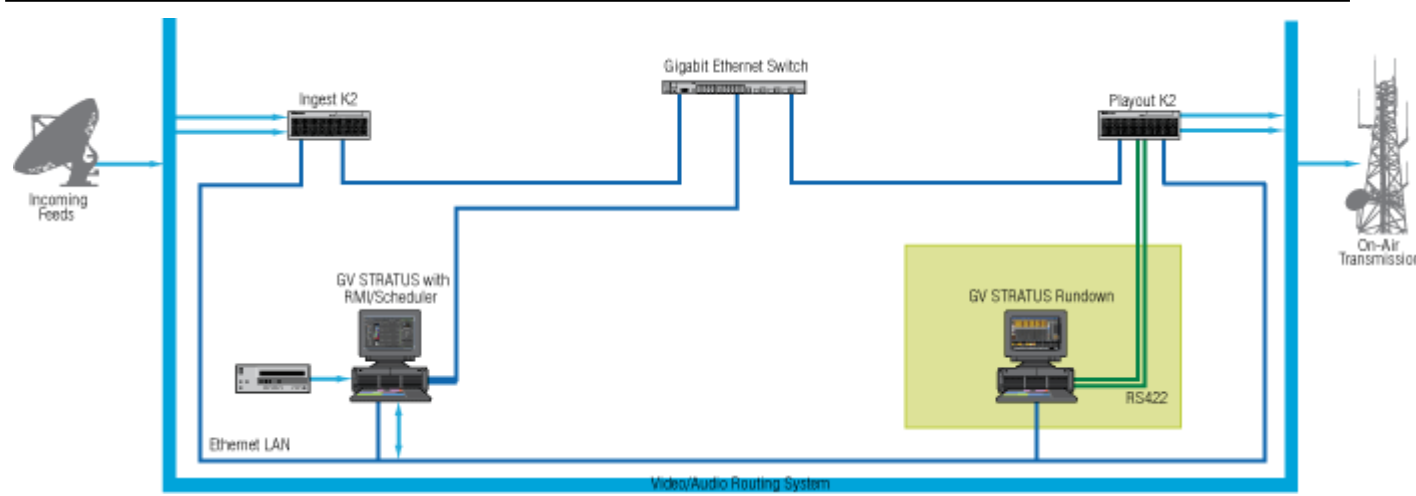 Gigabit Ethernet Switch
Ingest K2
Playout K2
Incoming
Feeds
On-Air
Transmission
GV STRATUS with
RMI/Scheduler
GV STRATUS Rundown
RS422
Ethernet LAN
Video/Audio Routing System